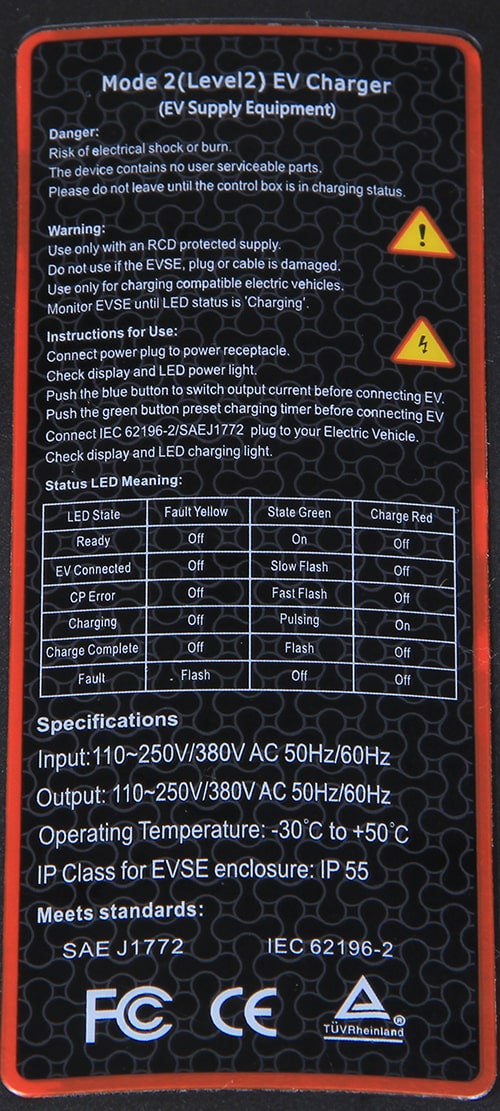 Mode 2(Level2) EV Charger
(EV Supply Equipment)
Danger:
Risk of electrical shock or burn.
The device contains no user serviceable parts.
Please do not leave until the control box is in charging status.
Warning:
Use only with an RCD protected supply.
Do not use if the EVSE, plug or cable is damaged.
Use only for charging compatible electric vehicles.
Monitor EVSE until LED status is 'Charging'.
Instructions for Use:
Connect power plug to power receptacle.
Check display and LED power light.
Push the blue button to switch output current before connecting EV.
Push the green button preset charging timer before connecting EV
Connect IEC 62196-2/SAEJ1772 plug to your Electric Vehicle.
Check display and LED charging light.
Status LED Meaning:
LED State Fault Yellow State Green Charge Red
Ready Off On Off
EV Connected Off Slow Flash Off
CP Error Off Fast Flash Off
Charging Off Pulsing On
Charge Complete Off Flash Off
Fault Flash Off Off
Specifications
Input:110~250V/380V AC 50Hz/60Hz
Output: 110~250V/380V AC 50Hz/60Hz
Operating Temperature: -30°C to +50°C
IP Class for EVSE enclosure: IP 55
Meets standards:
SAE J1772 IEC 62196-2
FC CE
TÜVRheinland®